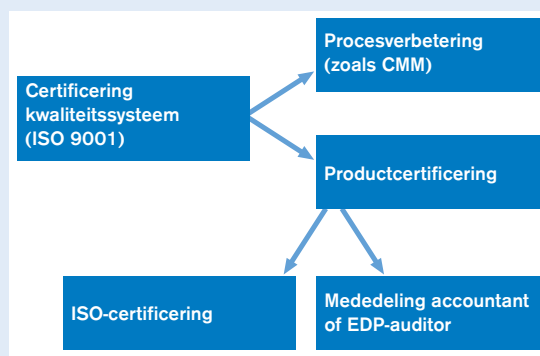 Procesverbetering
(zoals CMM)
Certificering
kwaliteitssysteem
(ISO 9001)
Productcertificering
ISO-certificering
Mededeling accountant
of EDP-auditor